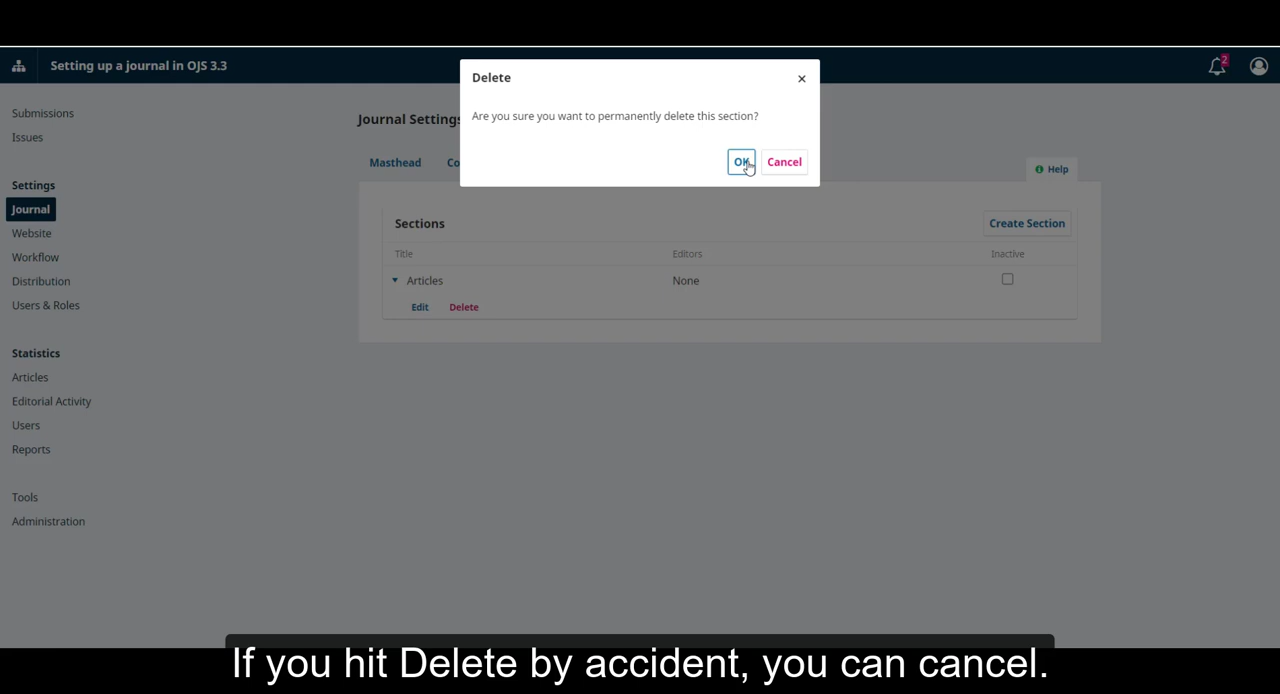 Setting up a journal in OJS 3.3
2
Delete
×
Are you sure you want to permanently delete this section?
OK
Cancel
Submissions
Issues
Settings
Journal
Website
Workflow
Distribution
Users & Roles
Statistics
Articles
Editorial Activity
Users
Reports
Tools
Administration
Journal Settings
Masthead Co
Help
Sections
Create Section
Title Editors Inactive
Articles None
Edit Delete
If you hit Delete by accident, you can cancel.